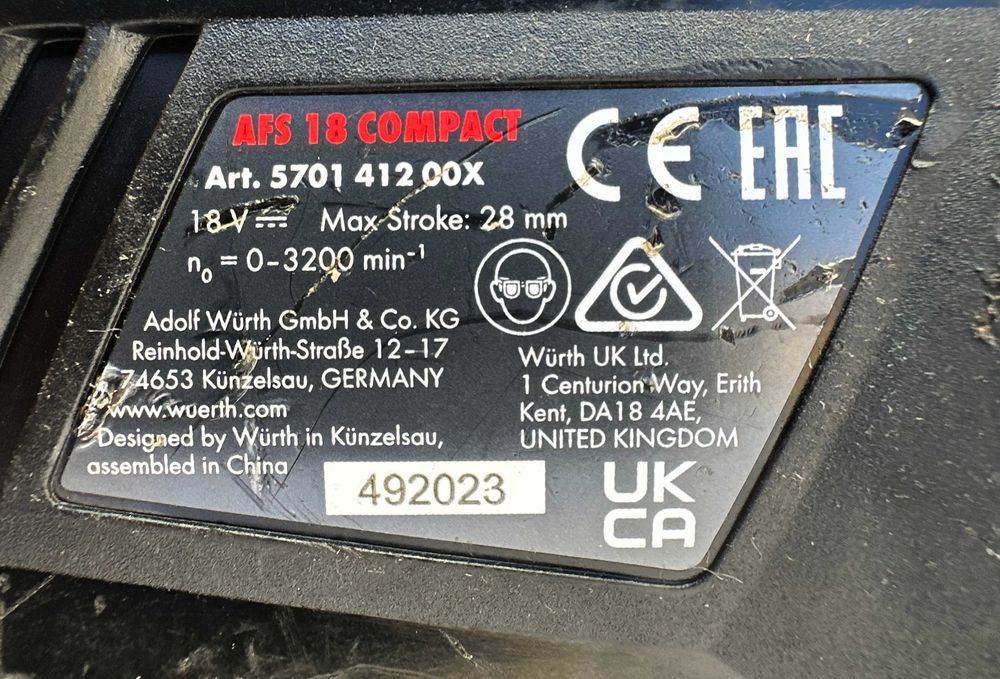 AFS 18 COMPACT
Art. 5701 412 00X
18 V Max Stroke: 28 mm
n₀ = 0-3200 min⁻¹
CE EAC
Adolf Würth GmbH & Co. KG
Reinhold-Würth-Straße 12-17
74653 Künzelsau, GERMANY
www.wuerth.com
Designed by Würth in Künzelsau,
assembled in China
492023
Würth UK Ltd.
1 Centurion Way, Erith
Kent, DA18 4AE,
UNITED KINGDOM
UK
CA